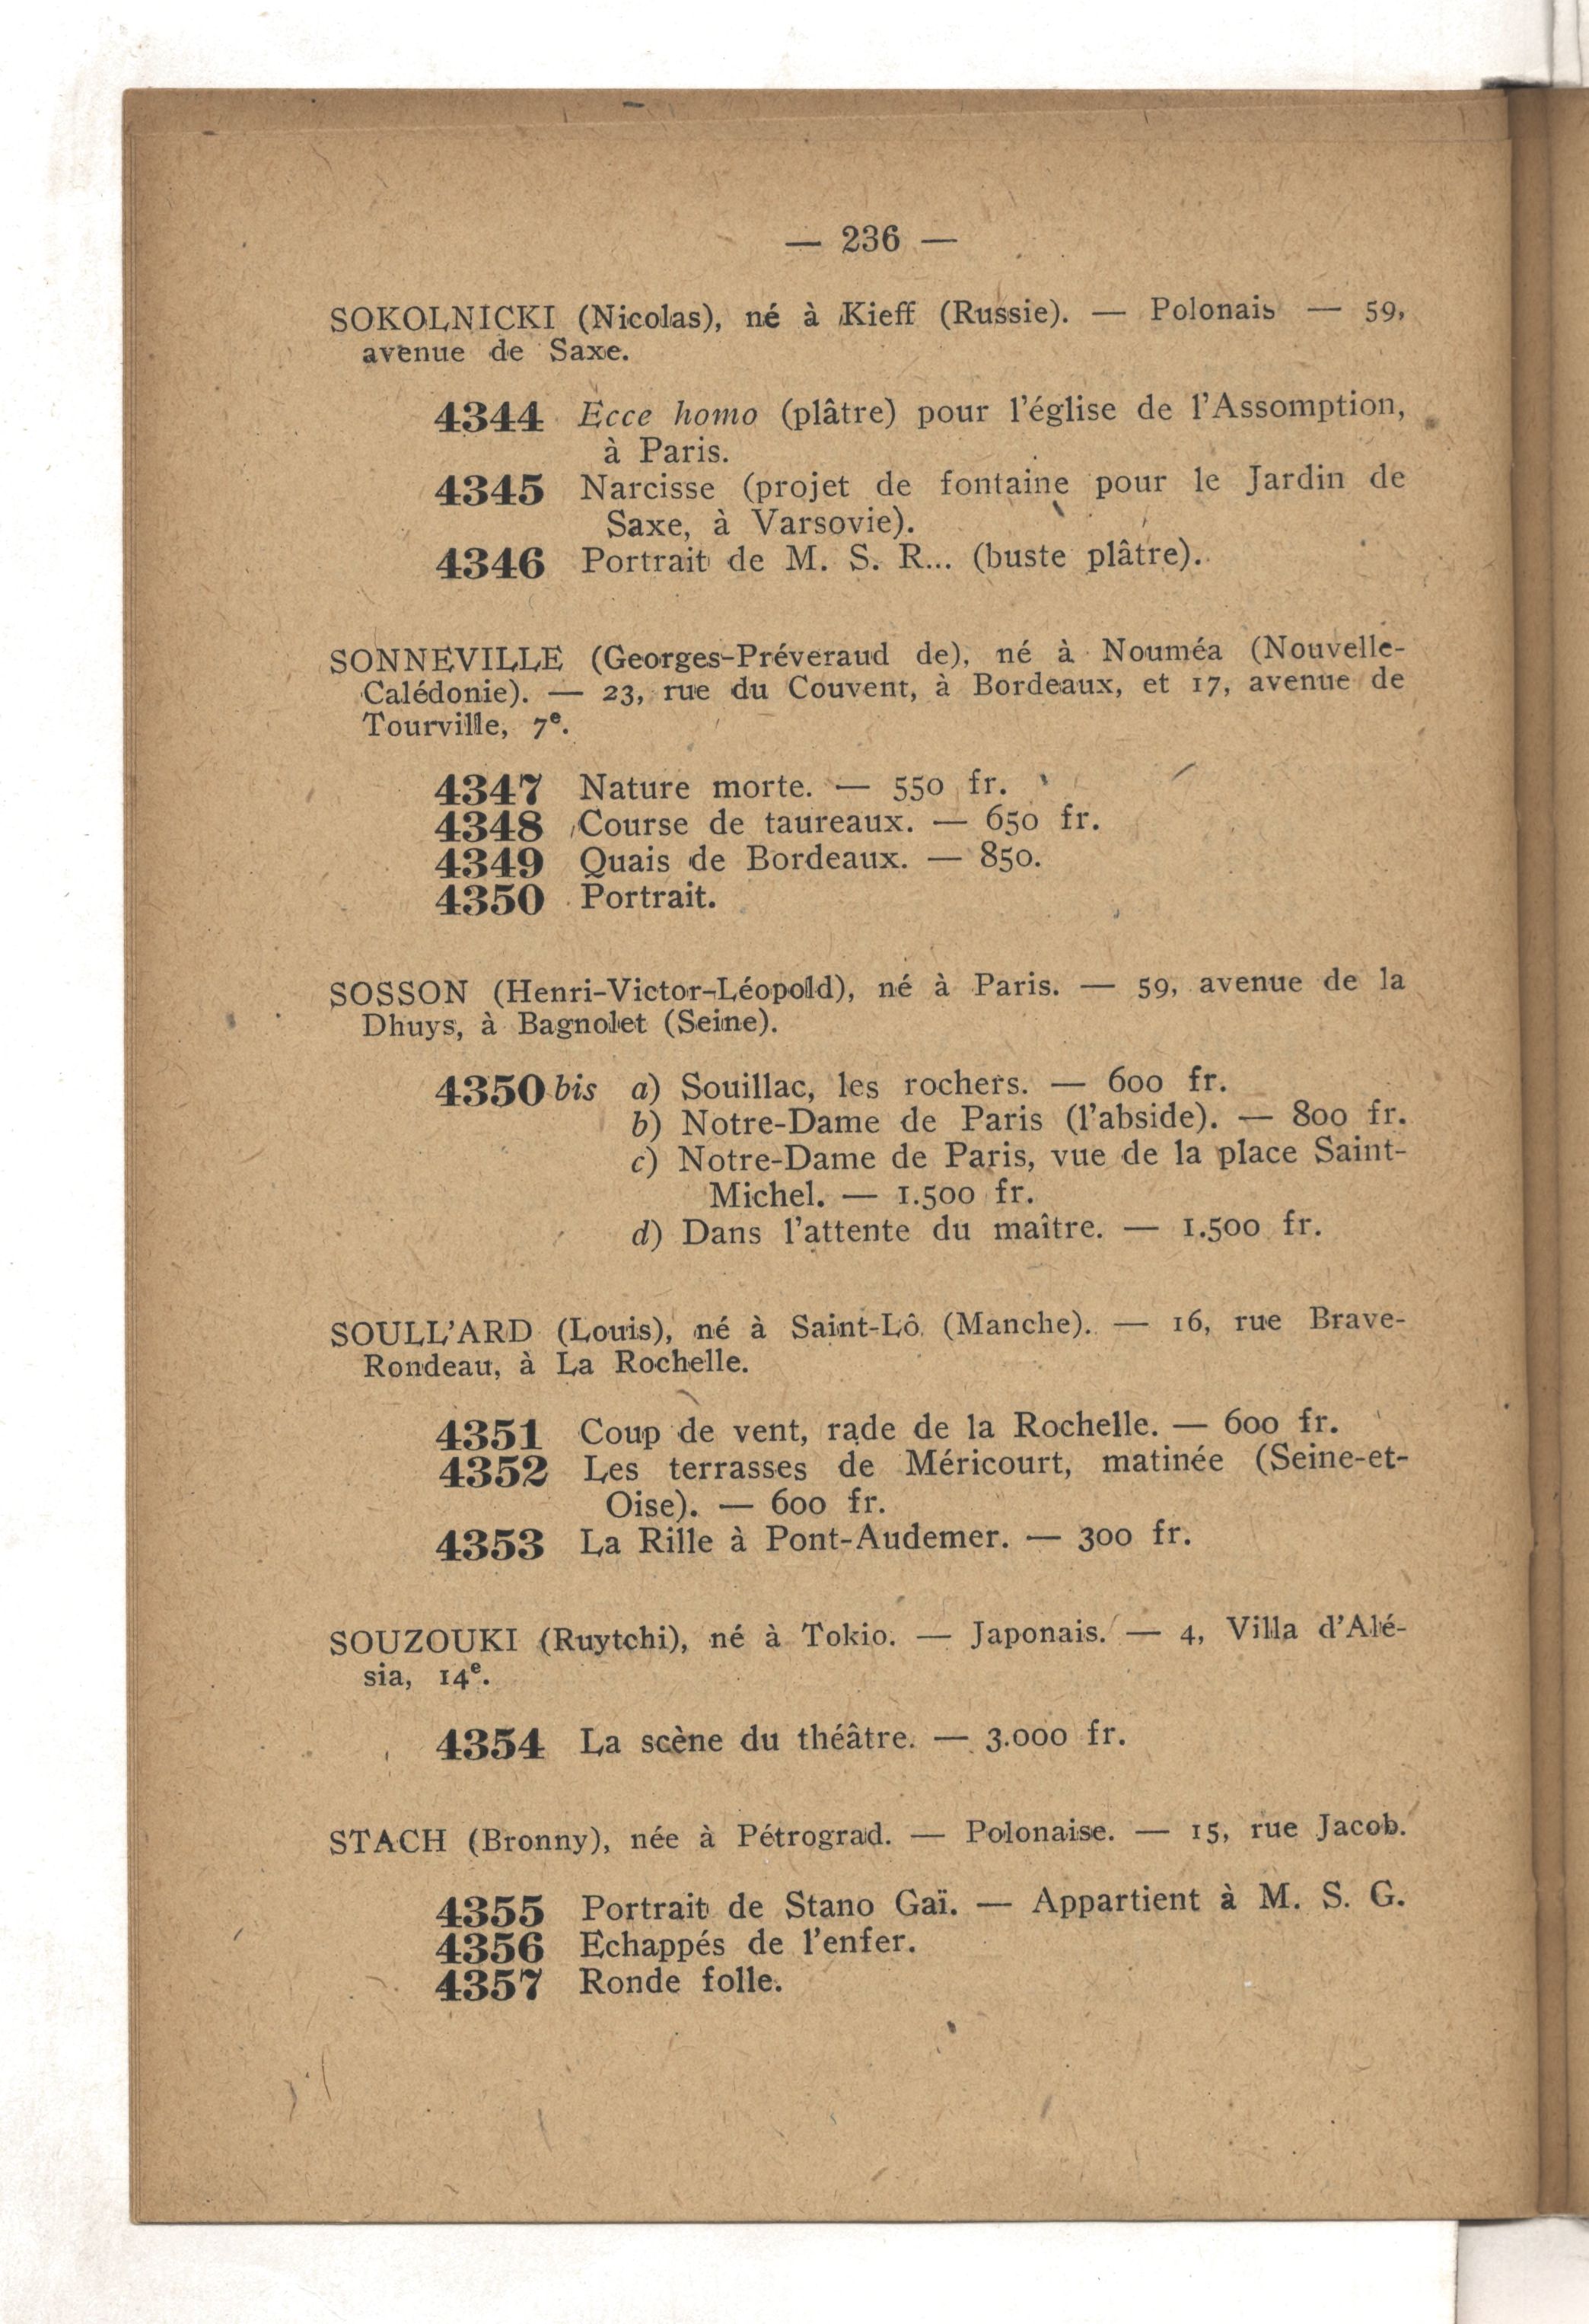 — 236 —
SOKOLNICKI (Nicolas), né à Kieff (Russie). — Polonais — 59,
avenue de Saxe.
4344 Ecce homo (plâtre) pour l'église de l'Assomption,
à Paris.
4345 Narcisse (projet de fontaine pour le Jardin de
Saxe, à Varsovie).
4346 Portrait de M. S. R... (buste plâtre).
SONNEVILLE (Georges-Préveraud de), né à Nouméa (Nouvelle-
Calédonie). — 23, rue du Couvent, à Bordeaux, et 17, avenue de
Tourville, 7e.
4347 Nature morte. — 550 fr.
4348 Course de taureaux. — 650 fr.
4349 Quais de Bordeaux. — 850.
4350 Portrait.
SOSSON (Henri-Victor-Léopold), né à Paris. — 59, avenue de la
Dhuys, à Bagnolet (Seine).
4350 bis a) Souillac, les rochers. — 600 fr.
b) Notre-Dame de Paris (l'abside). — 800 fr.
c) Notre-Dame de Paris, vue de la place Saint-
Michel. — 1.500 fr.
d) Dans l'attente du maître. — 1.500 fr.
SOULL'ARD (Louis), né à Saint-Lô (Manche). — 16, rue Brave-
Rondeau, à La Rochelle.
4351 Coup de vent, rade de la Rochelle. — 600 fr.
4352 Les terrasses de Méricourt, matinée (Seine-et-
Oise). — 600 fr.
4353 La Rille à Pont-Audemer. — 300 fr.
SOUZOUKI (Ruytchi), né à Tokio. — Japonais. — 4, Villa d'Alé-
sia, 14e.
4354 La scène du théâtre. — 3.000 fr.
STACH (Bronny), née à Pétrograd. — Polonaise. — 15, rue Jacob.
4355 Portrait de Stano Gaï. — Appartient à M. S. G.
4356 Echappés de l'enfer.
4357 Ronde folle.